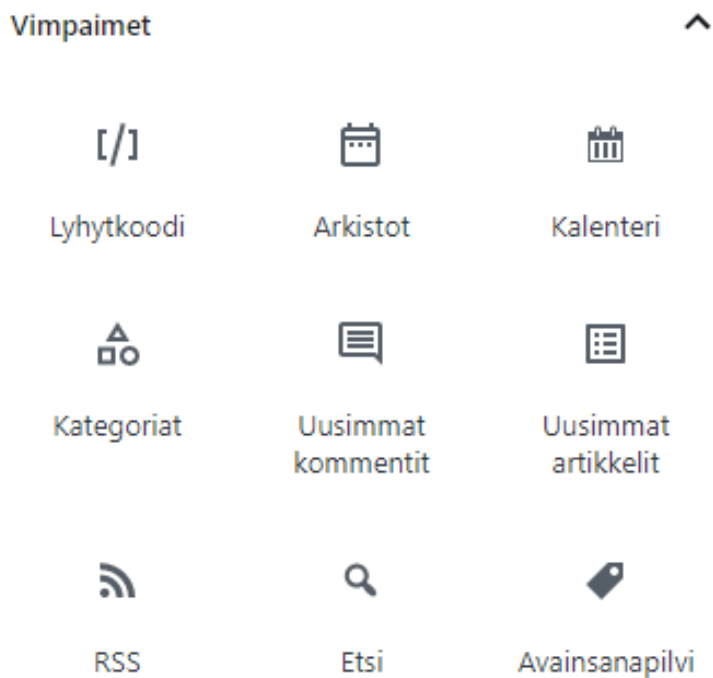 Vimpaimet
[/]
Lyhytkoodi
Arkistot
Kalenteri
Kategoriat
Uusimmat
kommentit
Uusimmat
artikkelit
RSS
Etsi
Avainsanapilvi